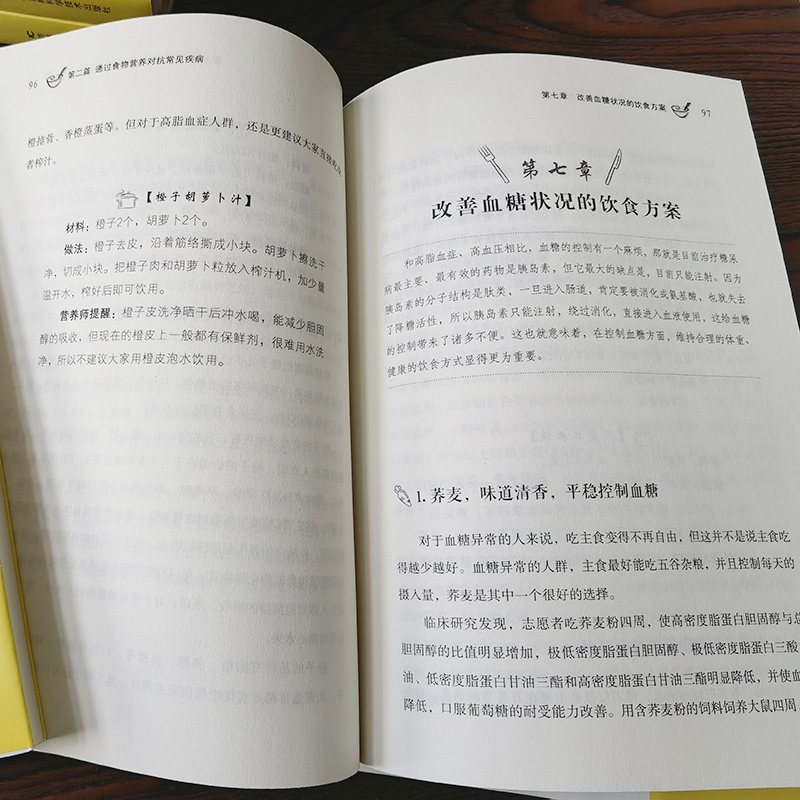 科学技术出版社
96 第二篇 通过食物营养对抗常见疾病
橙排骨、香橙蒸蛋等。但对于高脂血症人群，还是更建议大家直接吃或
者榨汁。
【橙子胡萝卜汁】
材料：橙子2个，胡萝卜2个。
做法：橙子去皮，沿着筋络撕成小块。胡萝卜擦洗干
净，切成小块。把橙子肉和胡萝卜粒放入榨汁机，加少量
温开水，榨好后即可饮用。
营养师提醒：橙子皮洗净晒干后冲水喝，能减少胆固
醇的吸收，但现在的橙皮上一般都有保鲜剂，很难用水洗
净，所以不建议大家用橙皮泡水饮用。
第七章 改善血糖状况的饮食方案 97
第七章
改善血糖状况的饮食方案
和高脂血症、高血压相比，血糖的控制有一个麻烦，那就是目前治疗糖尿
病最主要、最有效的药物是胰岛素，但它最大的缺点是，目前只能注射。因为
胰岛素的分子结构是肽类，一旦进入肠道，肯定要被消化成氨基酸，也就失去
了降糖活性，所以胰岛素只能注射，绕过消化，直接进入血液使用，这给血糖
的控制带来了诸多不便。这也就意味着，在控制血糖方面，维持合理的体重、
健康的饮食方式显得更为重要。
1. 荞麦，味道清香，平稳控制血糖
对于血糖异常的人来说，吃主食变得不再自由，但这并不是说主食吃
得越少越好。血糖异常的人群，主食最好能吃五谷杂粮，并且控制每天的
摄入量，荞麦是其中一个很好的选择。
临床研究发现，志愿者吃荞麦粉四周，使高密度脂蛋白胆固醇与总
胆固醇的比值明显增加，极低密度脂蛋白胆固醇、极低密度脂蛋白三酸
油、低密度脂蛋白甘油三酯和高密度脂蛋白甘油三酯明显降低，并使血
降低，口服葡萄糖的耐受能力改善。用含荞麦粉的饲料饲养大鼠四周，